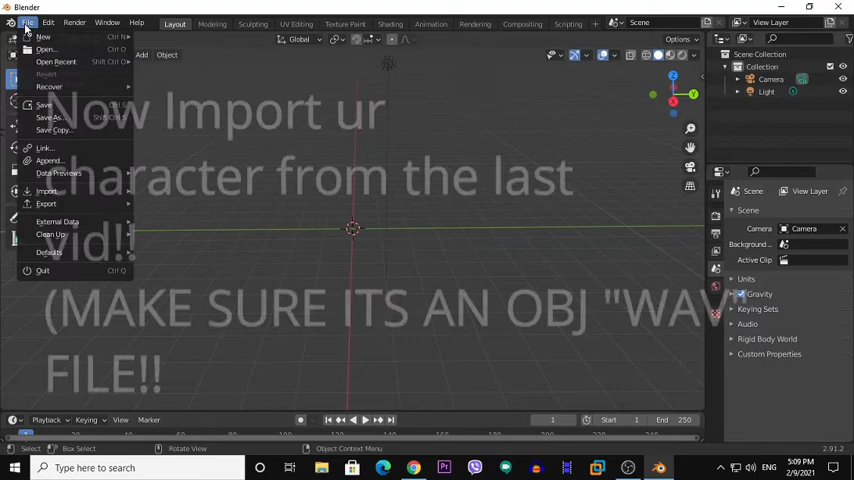 Blender
File Edit Render Window Help Layout Modeling Sculpting UV Editing Texture Paint Shading Animation Rendering Compositing Scripting Scene View Layer
Global Options
Add Object
New Ctrl N
Open... Ctrl O
Open Recent Shift Ctrl O
Revert
Recover
Save Ctrl S
Save As... Shift Ctrl S
Save Copy...
Link...
Append...
Data Previews
Import
Export
External Data
Clean Up
Defaults
Quit Ctrl Q
Now Import ur
character from the last
vid!!
(MAKE SURE ITS AN OBJ "WAV"
FILE!!
Z
Y
X
Scene Collection
Collection
Camera
Light
Scene View Layer
Scene
Camera Camera
Background...
Active Clip
Units
Gravity
Keying Sets
Audio
Rigid Body World
Custom Properties
Playback Keying View Marker 1 Start 1 End 250
Select Box Select Rotate View Object Context Menu 2.91.2
Type here to search
ENG
5:09 PM
2/9/2021